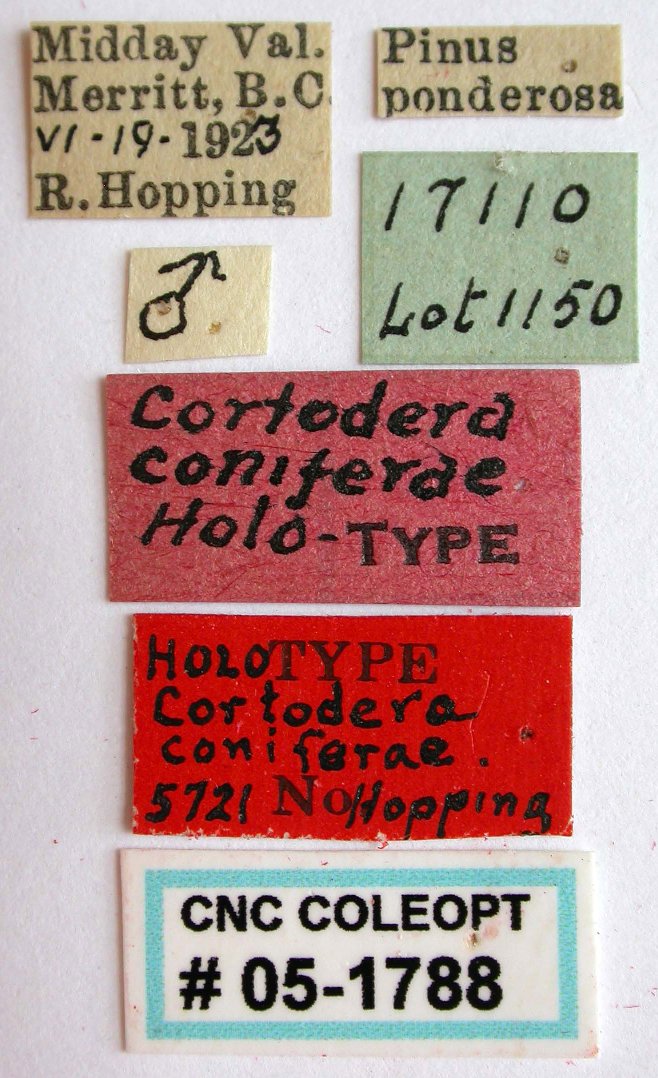 Midday Val.
Merritt, B.C.
VI-19-1923
R. Hopping
Pinus
ponderosa
17110
Lot 1150
♂
Cortodera
coniferae
Holo-TYPE
HOLOTYPE
Cortodera
coniferae.
5721 No Hopping
CNC COLEOPT
# 05-1788